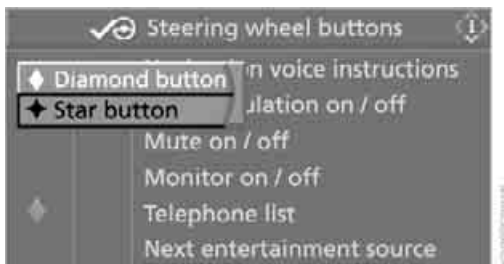 Steering wheel buttons
n voice instructions
Diamond button
ulation on / off
Star button
Mute on / off
Monitor on / off
Telephone list
Next entertainment source